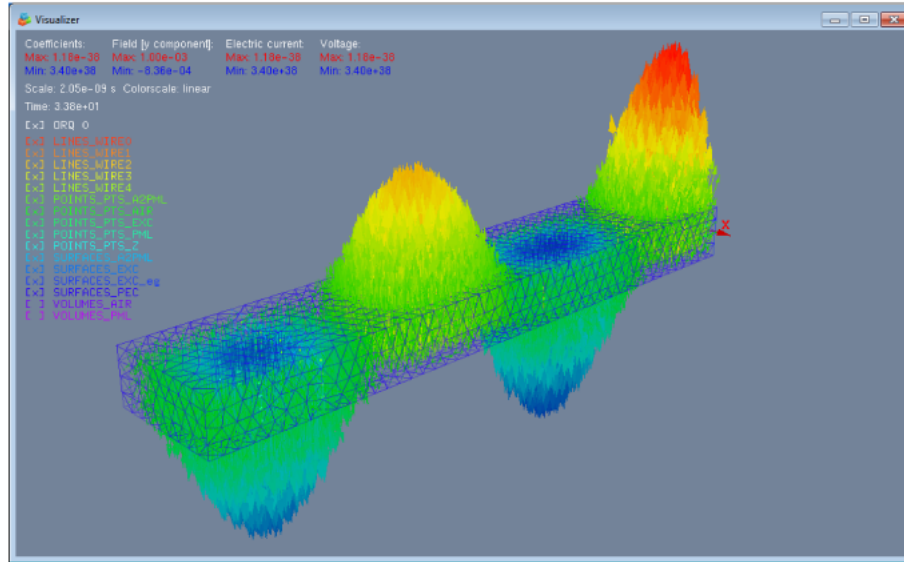 Visualizer
Coefficients: Field [y component]: Electric current: Voltage:
Max: 1.18e-38 Max: 1.00e-03 Max: 1.18e-38 Max: 1.18e-38
Min: 3.40e+38 Min: -8.36e-04 Min: 3.40e+38 Min: 3.40e+38
Scale: 2.05e-09 s Colorscale: linear
Time: 3.38e+01
[x] ORQ 0
[x] LINES_WIRE0
[x] LINES_WIRE1
[x] LINES_WIRE2
[x] LINES_WIRE3
[x] LINES_WIRE4
[x] POINTS_PTS_A2PML
[x] POINTS_PTS_AIR
[x] POINTS_PTS_EXC
[x] POINTS_PTS_PML
[x] POINTS_PTS_Z
[x] SURFACES_A2PML
[x] SURFACES_EXC
[x] SURFACES_EXC_eg
[x] SURFACES_PEC
[ ] VOLUMES_AIR
[ ] VOLUMES_PML
X